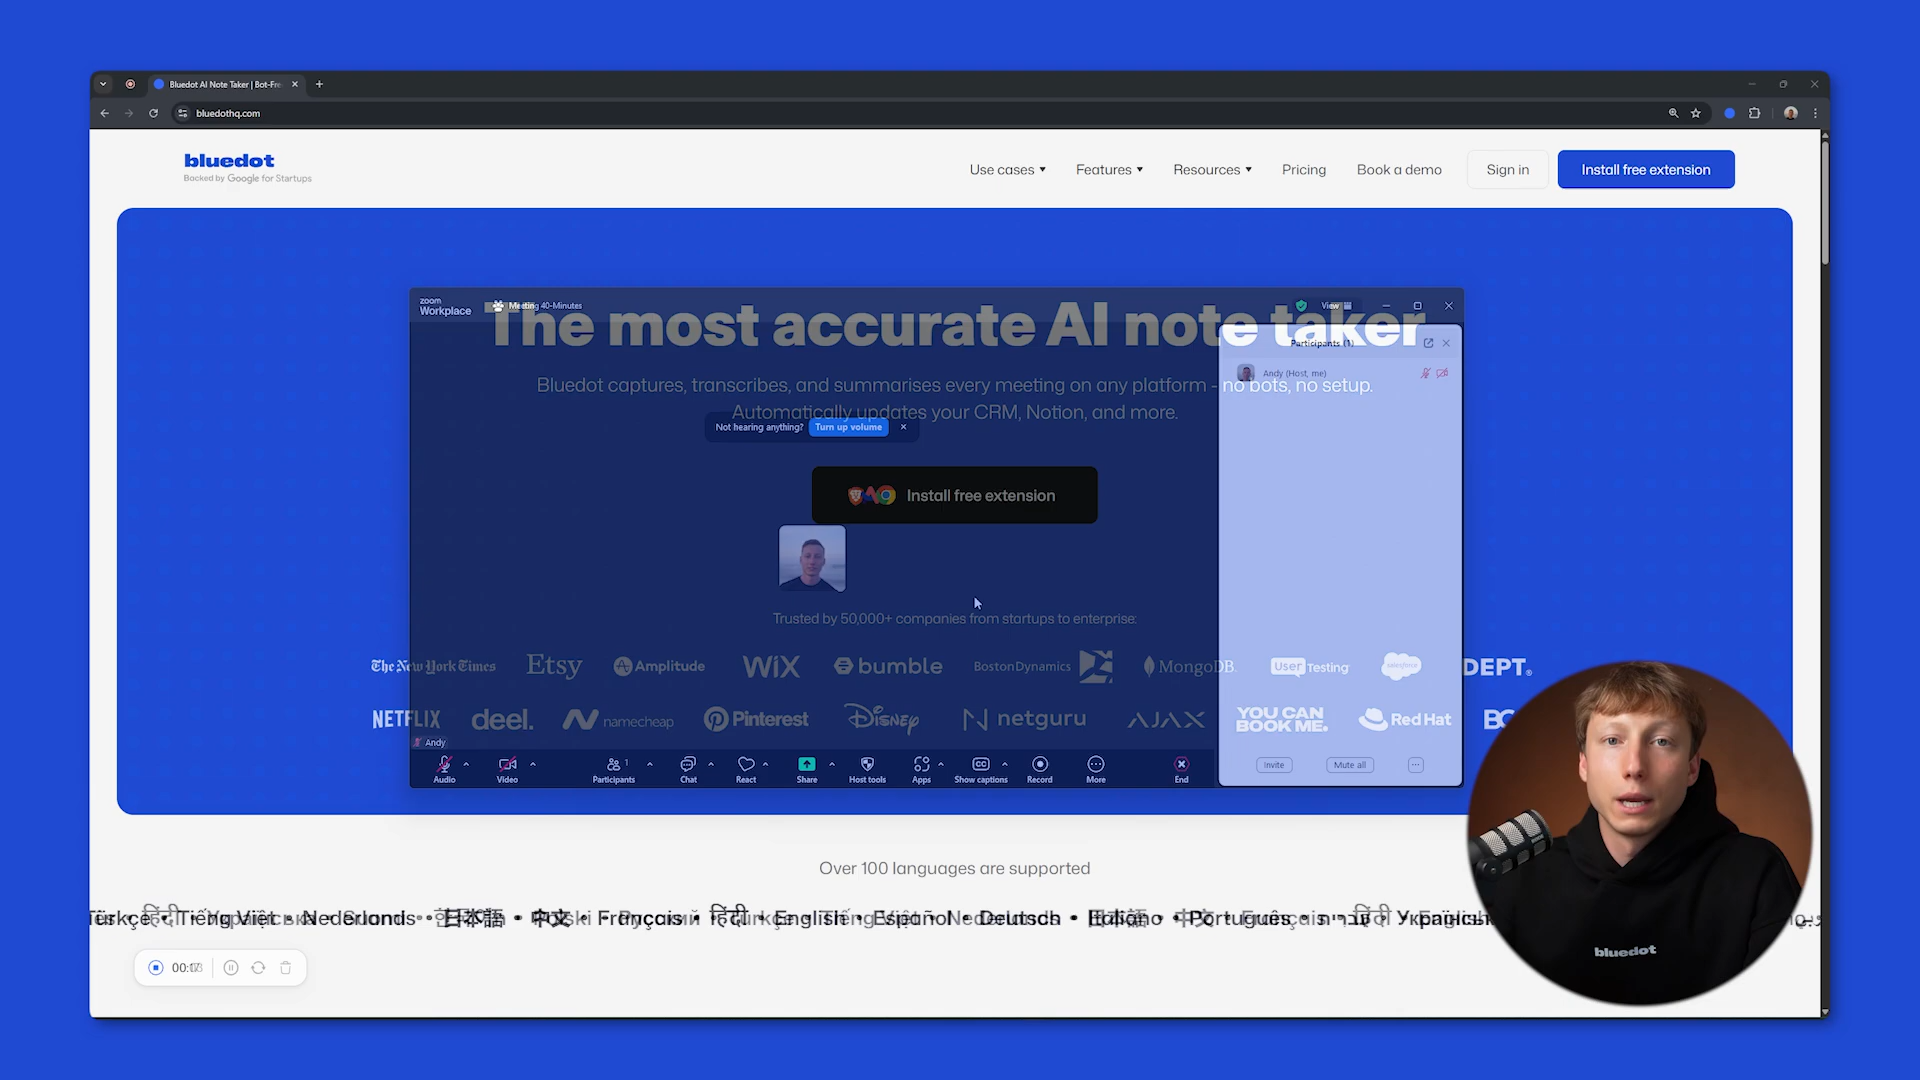 Bluedot AI Note Taker | Bot-Fre
bluedothq.com
bluedot
Backed by Google for Startups
Use cases
Features
Resources
Pricing
Book a demo
Sign in
Install free extension
zoom
Workplace
Meeting 40-Minutes
View
The most accurate AI note taker
Participants (1)
Andy (Host, me)
Bluedot captures, transcribes, and summarises every meeting on any platform - no bots, no setup.
Automatically updates your CRM, Notion, and more.
Not hearing anything?
Turn up volume
Install free extension
Trusted by 50,000+ companies from startups to enterprise:
The New York Times
Etsy
Amplitude
WiX
bumble
BostonDynamics
MongoDB.
UserTesting
salesforce
DEPT.
NETFLIX
deel.
namecheap
Pinterest
Disney
netguru
AJAX
YOU CAN
BOOK ME.
Red Hat
Andy
Audio
Video
Participants
1
Chat
React
Share
Host tools
Apps
Show captions
CC
Record
More
End
Invite
Mute all
Over 100 languages are supported
Türkçe • हिंदी • Tiếng Việt • Nederlands • 日本語 • 中文 • Français • हिंदी • English • Español • Deutsch • Italiano • Português • עברית • Українська
00:17
bluedot